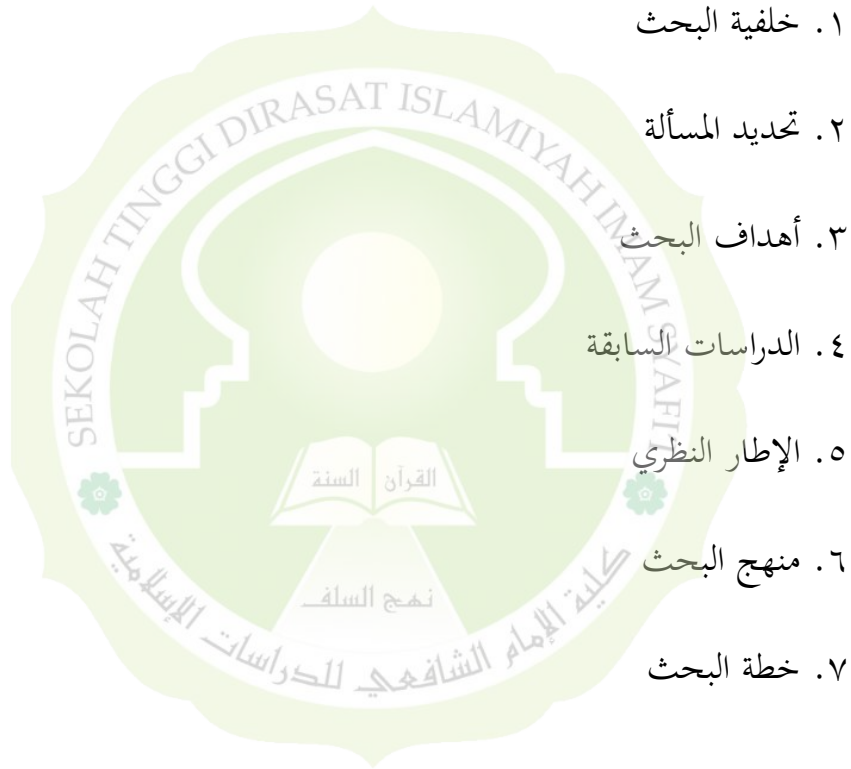 ١. خلفية البحث
٢. تحديد المسألة
٣. أهداف البحث
٤. الدراسات السابقة
٥. الإطار النظري
٦. منهج البحث
٧. خطة البحث
SEKOLAH TINGGI DIRASAT ISLAMIYAH IMAM SYAFI'I
القرآن السنة
نهج السلف
كلية الإمام الشافعي للدراسات الإسلامية